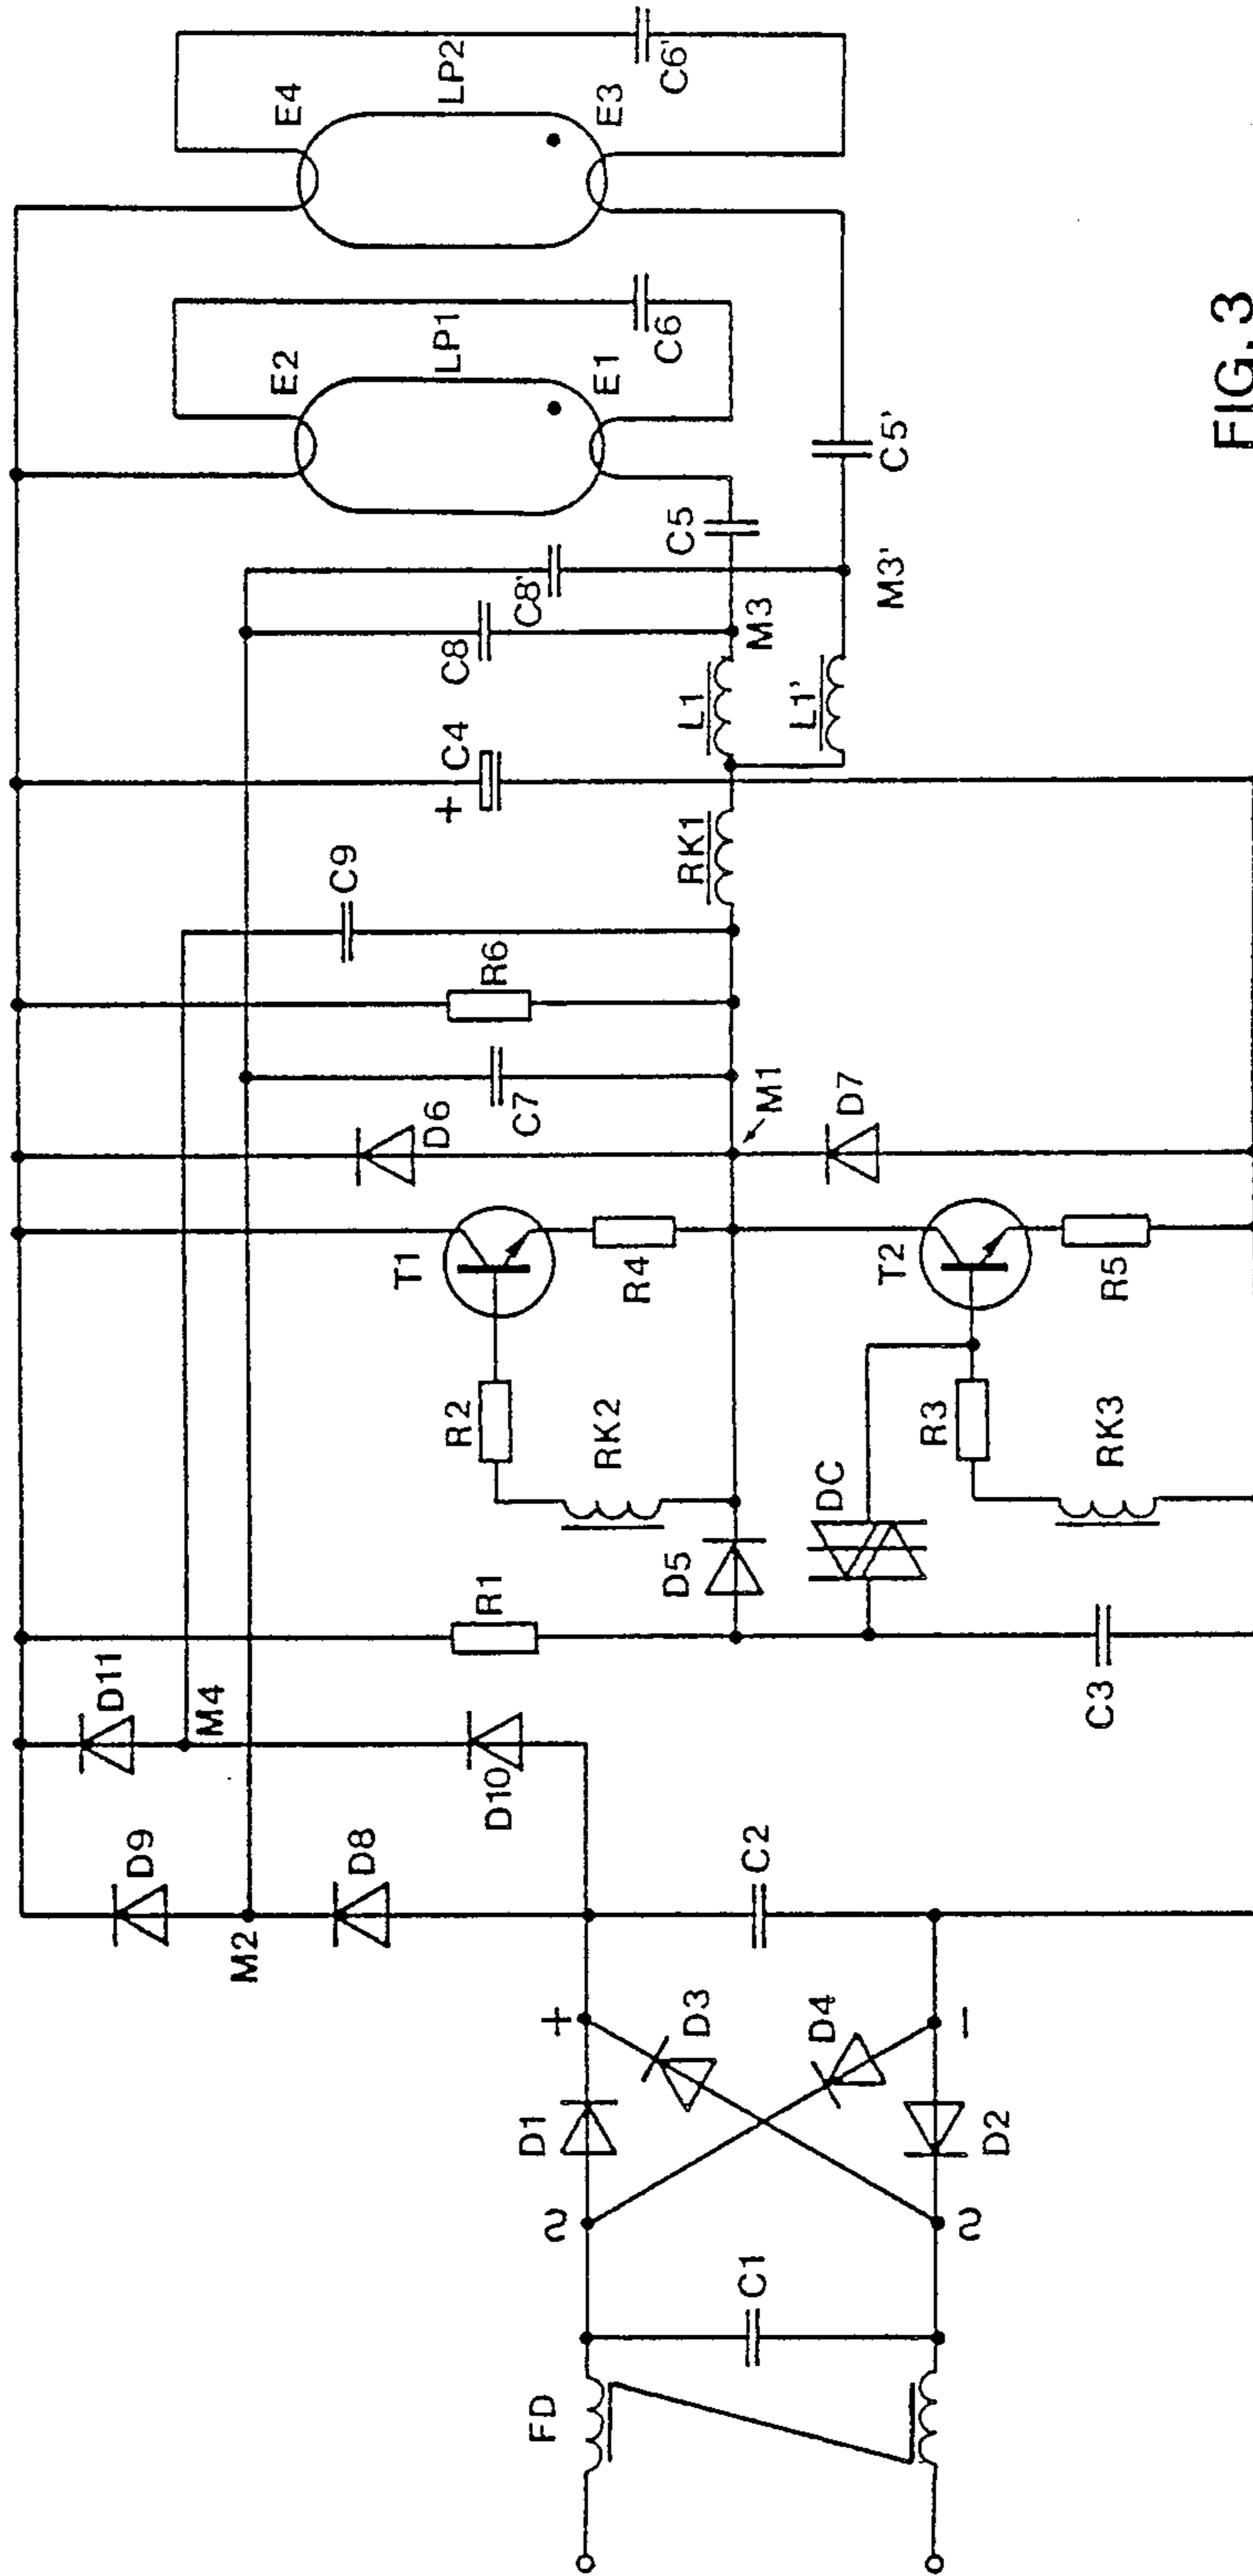 FD
C1
~
~
D1
D3
D4
D2
+
−
C2
M2
D9
D8
D11
M4
D10
R1
C3
D5
DC
R2
RK2
R3
RK3
T1
R4
T2
R5
D6
M1
D7
C7
R6
C9
RK1
+
C4
L1
L1'
C8
M3
C8'
M3'
C5
C5'
E2
LP1
E1
C6
E4
LP2
E3
C6'
FIG. 3